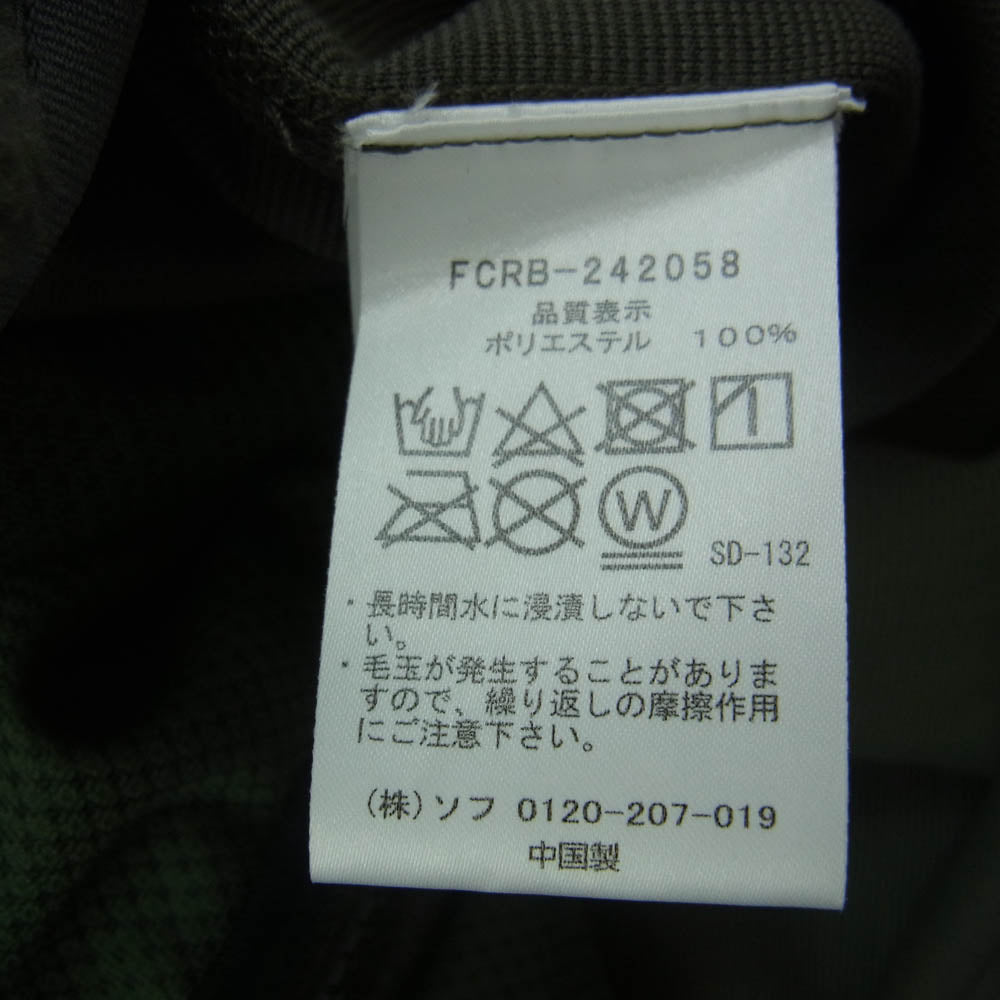 FCRB-242058
品質表示
ポリエステル 100%
W
SD-132
・長時間水に浸漬しないで下さ
い。
・毛玉が発生することがありま
すので、繰り返しの摩擦作用
にご注意下さい。
(株)ソフ 0120-207-019
中国製